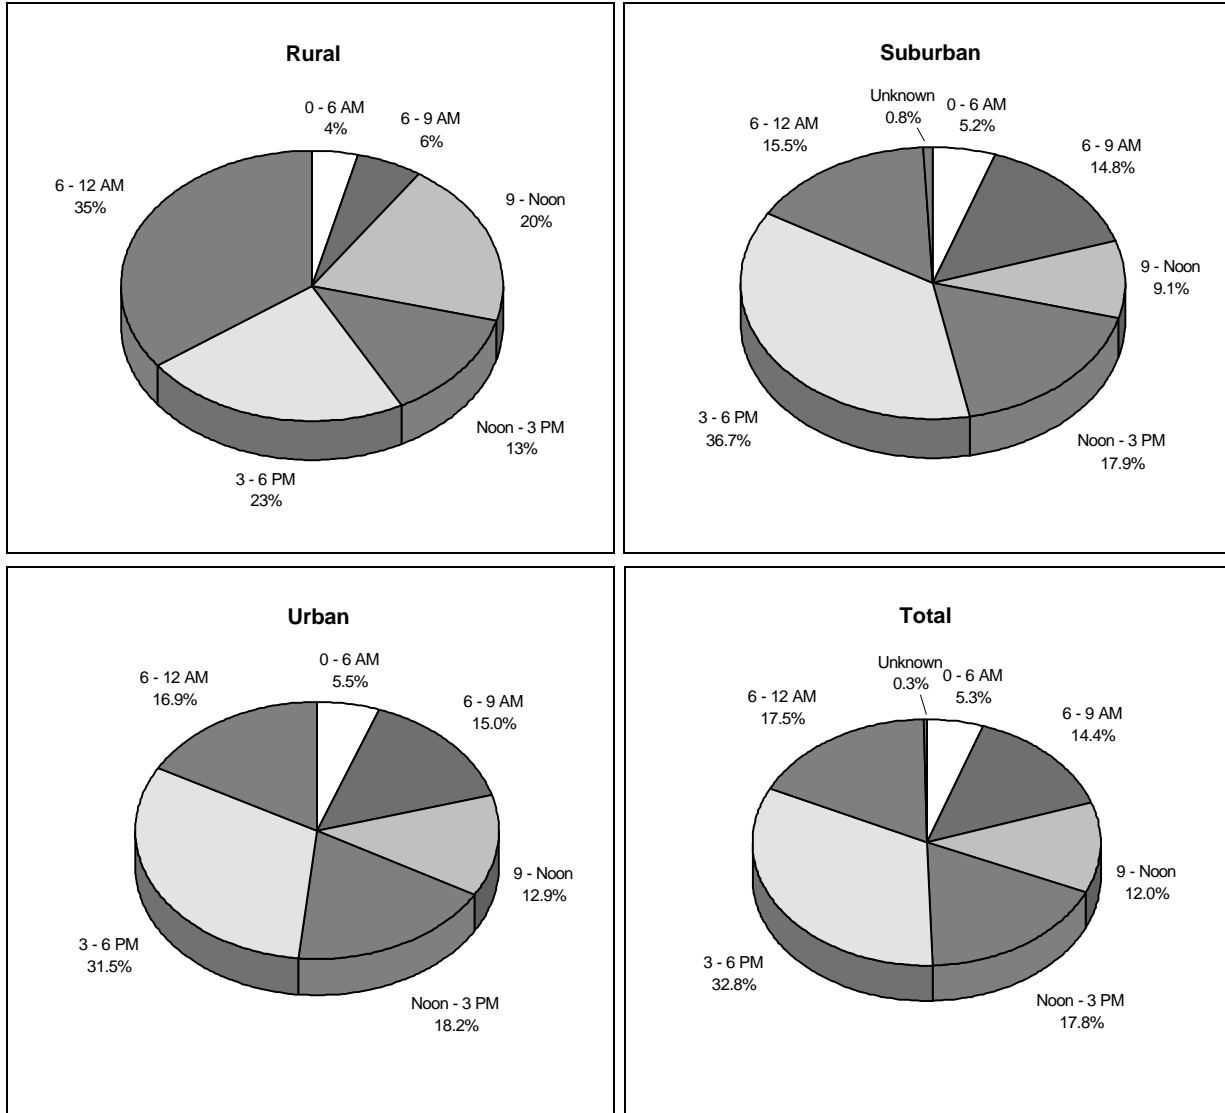 Rural
0 - 6 AM
4%
6 - 9 AM
6%
9 - Noon
20%
Noon - 3 PM
13%
3 - 6 PM
23%
6 - 12 AM
35%
Suburban
Unknown
0.8%
0 - 6 AM
5.2%
6 - 9 AM
14.8%
9 - Noon
9.1%
Noon - 3 PM
17.9%
3 - 6 PM
36.7%
6 - 12 AM
15.5%
Urban
0 - 6 AM
5.5%
6 - 9 AM
15.0%
9 - Noon
12.9%
Noon - 3 PM
18.2%
3 - 6 PM
31.5%
6 - 12 AM
16.9%
Total
Unknown
0.3%
0 - 6 AM
5.3%
6 - 9 AM
14.4%
9 - Noon
12.0%
Noon - 3 PM
17.8%
3 - 6 PM
32.8%
6 - 12 AM
17.5%